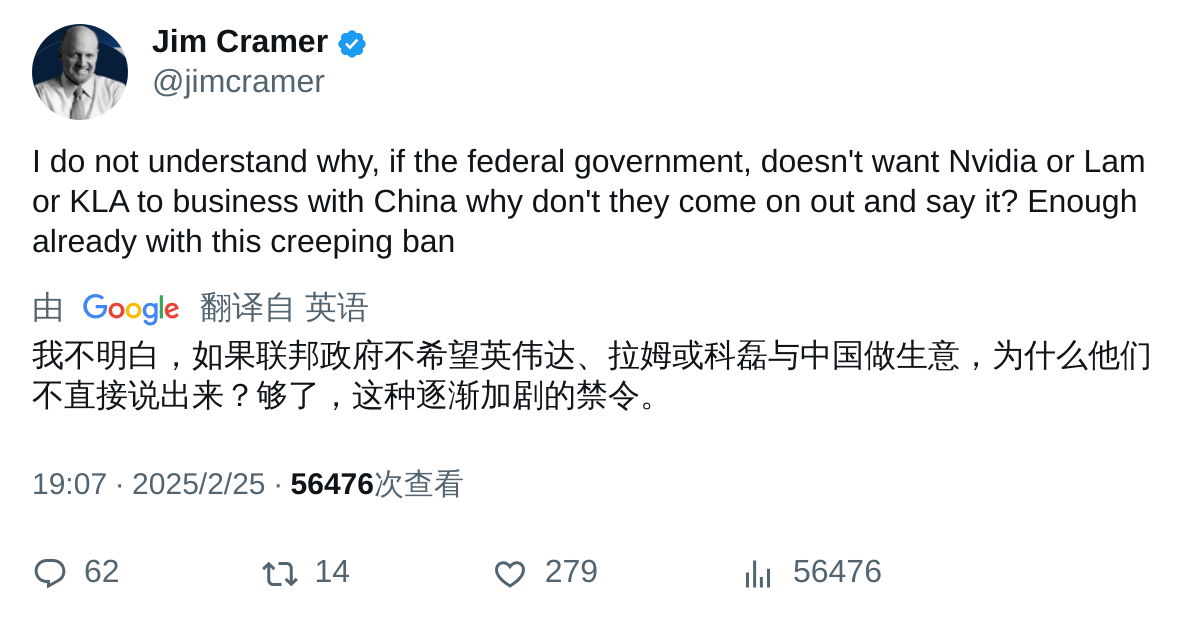 Jim Cramer
@jimcramer
I do not understand why, if the federal government, doesn't want Nvidia or Lam
or KLA to business with China why don't they come on out and say it? Enough
already with this creeping ban
由 Google 翻译自 英语
我不明白，如果联邦政府不希望英伟达、拉姆或科磊与中国做生意，为什么他们
不直接说出来？够了，这种逐渐加剧的禁令。
19:07 · 2025/2/25 · 56476次查看
62 14 279 56476